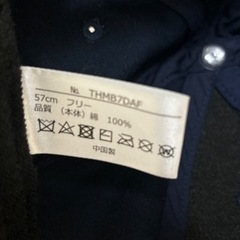 № THMB7DAF
57cm フリー
品質 (本体) 綿 100%
中国製